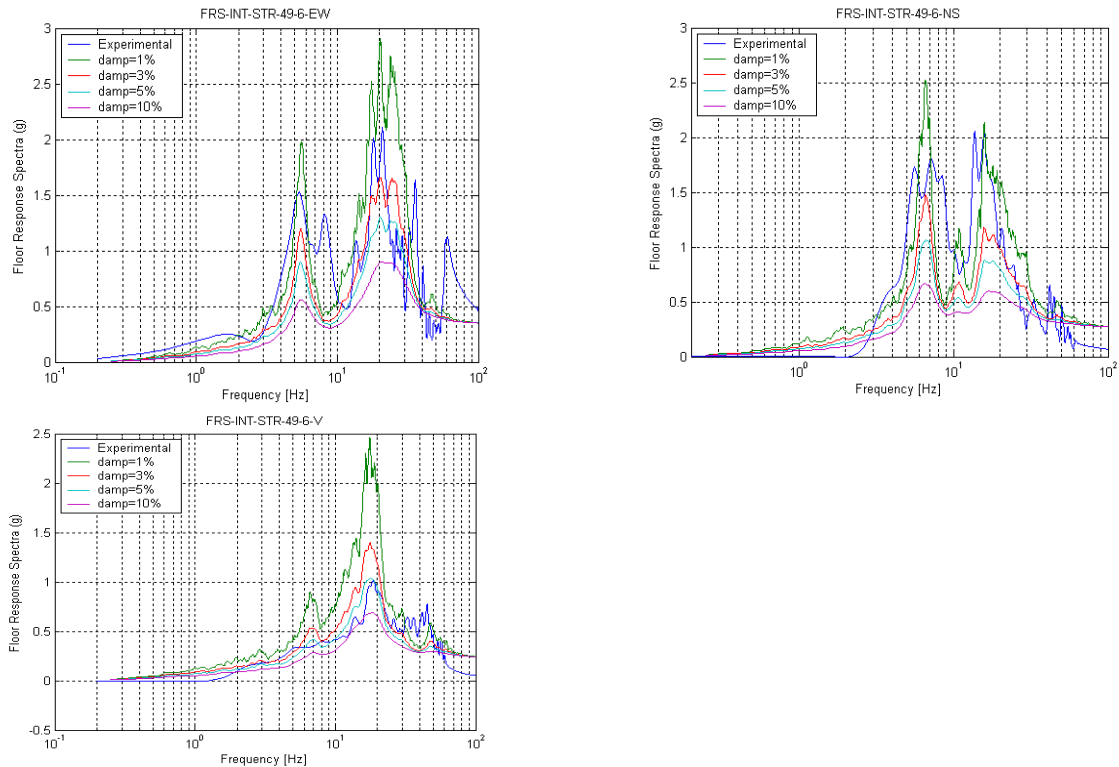 FRS-INT-STR-49-6-EW
Floor Response Spectra (g)
3
2.5
2
1.5
1
0.5
0
Experimental
damp=1%
damp=3%
damp=5%
damp=10%
10-1
100
101
102
Frequency [Hz]
FRS-INT-STR-49-6-NS
Floor Response Spectra (g)
3
2.5
2
1.5
1
0.5
0
Experimental
damp=1%
damp=3%
damp=5%
damp=10%
100
101
102
Frequency [Hz]
FRS-INT-STR-49-6-V
Floor Response Spectra (g)
2.5
2
1.5
1
0.5
0
-0.5
Experimental
damp=1%
damp=3%
damp=5%
damp=10%
10-1
100
101
102
Frequency [Hz]